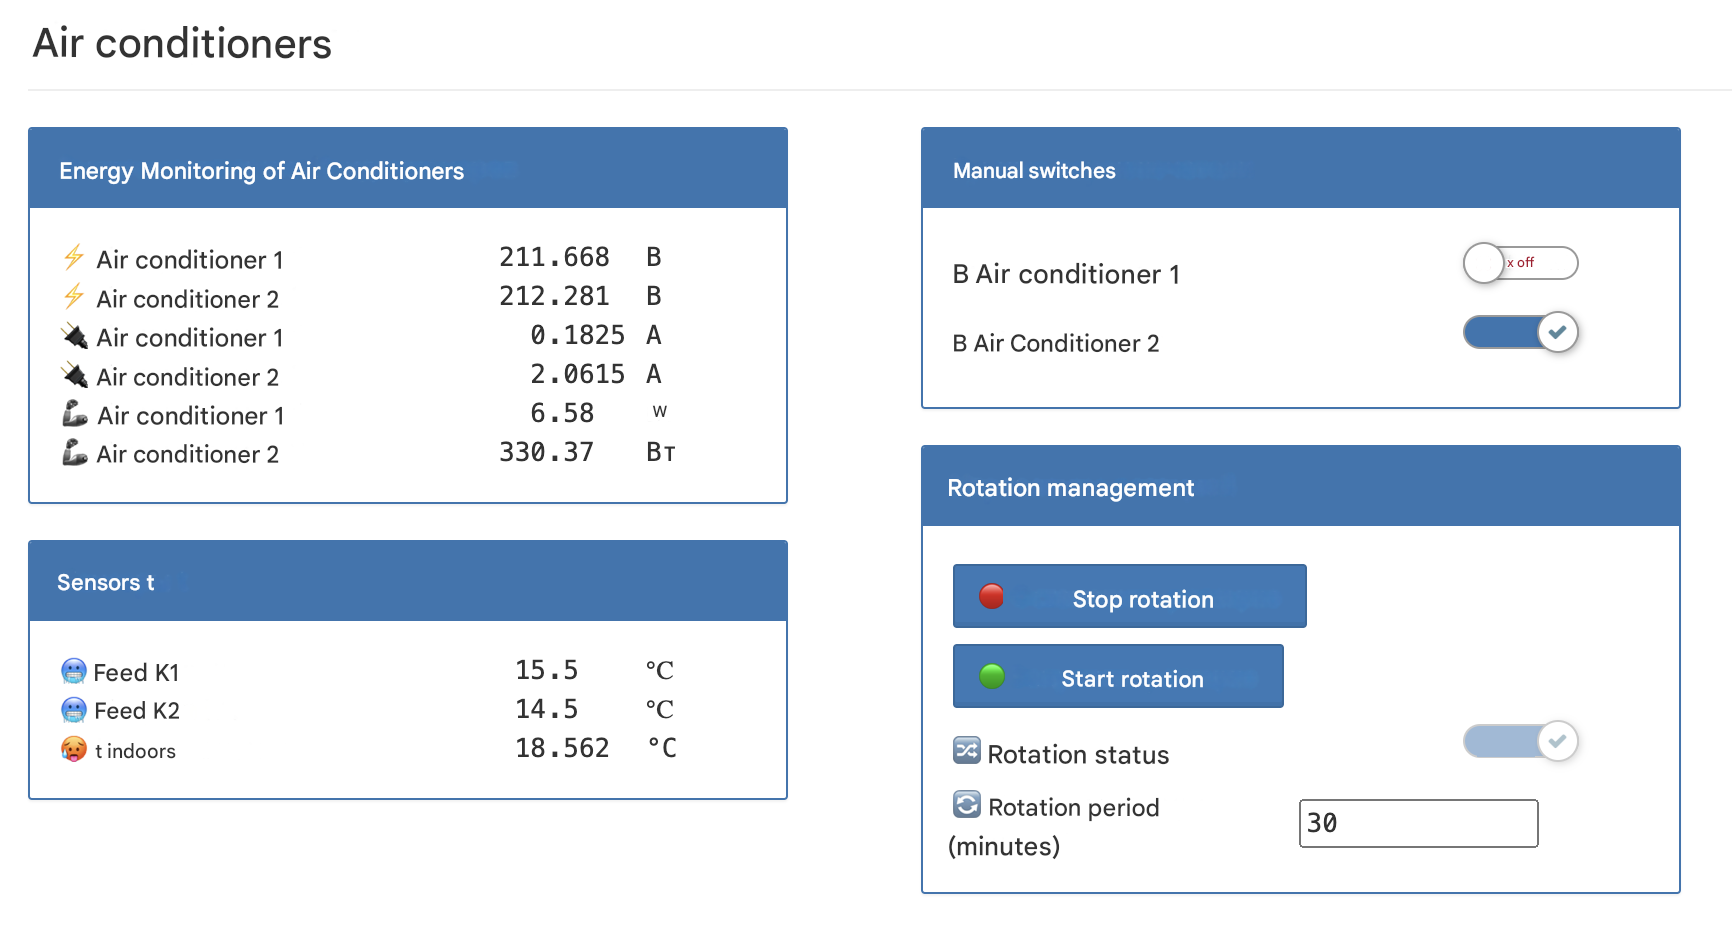 Air conditioners
Energy Monitoring of Air Conditioners
Air conditioner 1 211.668 В
Air conditioner 2 212.281 В
Air conditioner 1 0.1825 А
Air conditioner 2 2.0615 А
Air conditioner 1 6.58 w
Air conditioner 2 330.37 Вт
Sensors t
Feed K1 15.5 °C
Feed K2 14.5 °C
t indoors 18.562 °C
Manual switches
B Air conditioner 1 x off
B Air Conditioner 2
Rotation management
Stop rotation
Start rotation
Rotation status
Rotation period
(minutes) 30